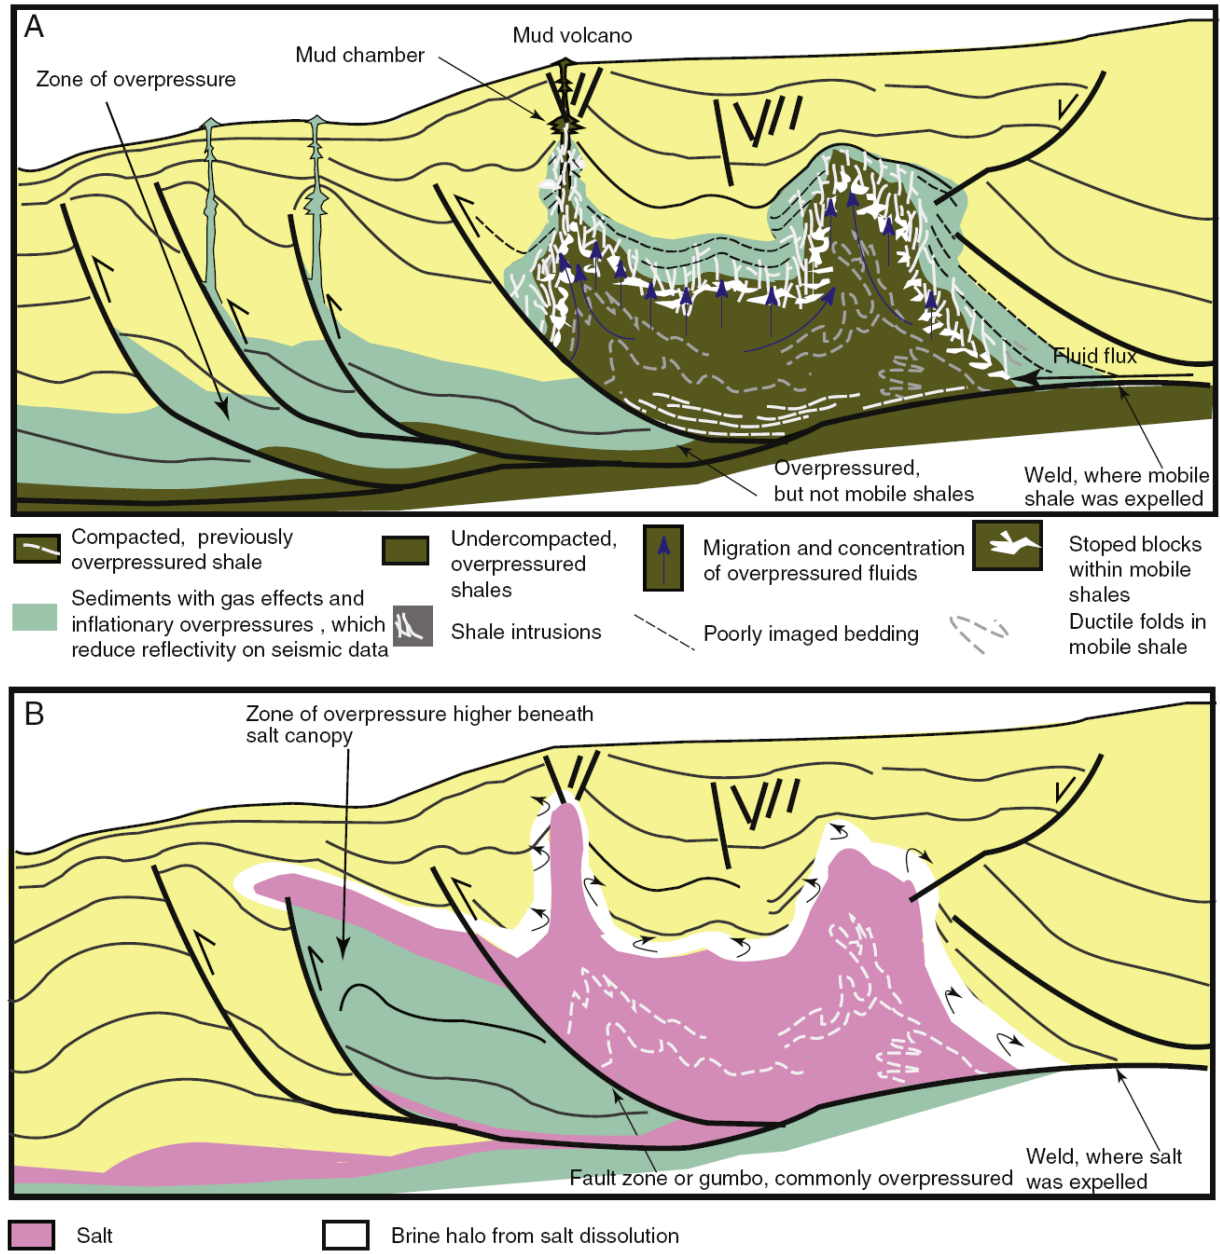 A
Mud volcano
Mud chamber
Zone of overpressure
Fluid flux
Overpressured,
but not mobile shales
Weld, where mobile
shale was expelled
Compacted, previously
overpressured shale
Undercompacted,
overpressured
shales
Migration and concentration
of overpressured fluids
Stoped blocks
within mobile
shales
Sediments with gas effects and
inflationary overpressures , which
reduce reflectivity on seismic data
Shale intrusions
Poorly imaged bedding
Ductile folds in
mobile shale
B
Zone of overpressure higher beneath
salt canopy
Fault zone or gumbo, commonly overpressured
Weld, where salt
was expelled
Salt
Brine halo from salt dissolution